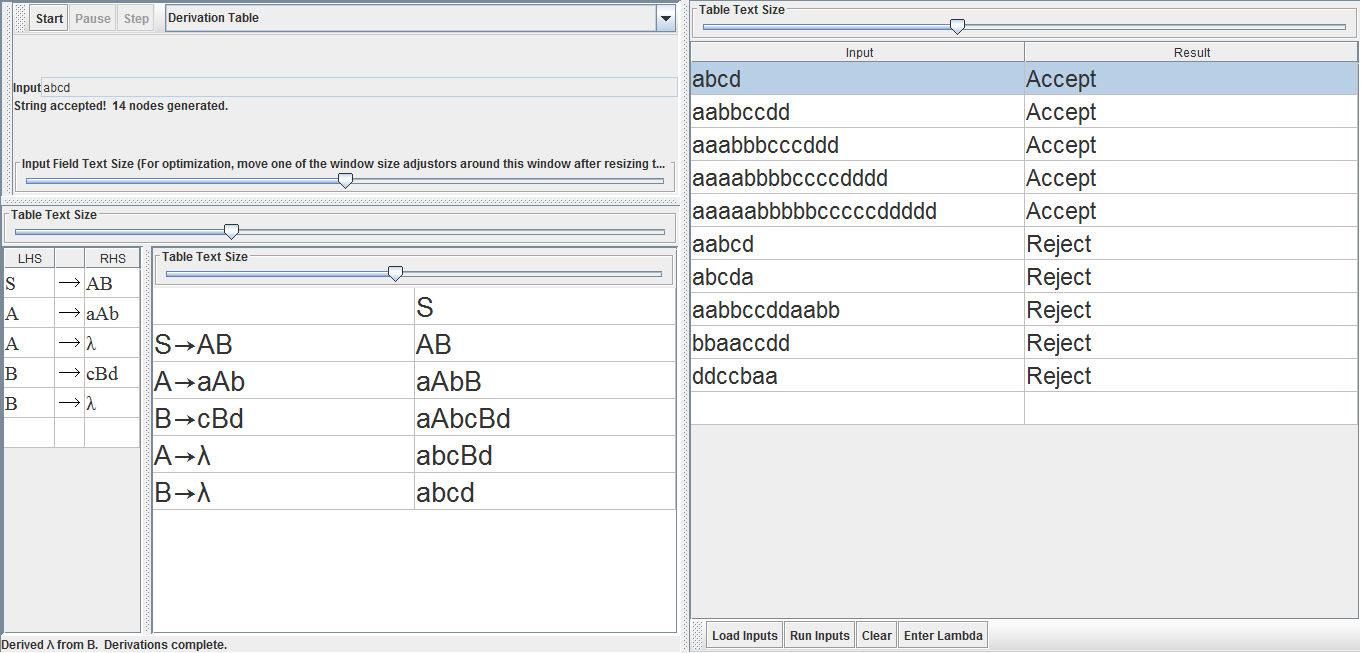 Start Pause Step Derivation Table
Input abcd
String accepted! 14 nodes generated.
Input Field Text Size (For optimization, move one of the window size adjustors around this window after resizing t...
Table Text Size
LHS RHS
S → AB
A → aAb
A → λ
B → cBd
B → λ
Table Text Size
S
S→AB AB
A→aAb aAbB
B→cBd aAbcBd
A→λ abcBd
B→λ abcd
Derived λ from B. Derivations complete.
Table Text Size
Input Result
abcd Accept
aabbccdd Accept
aaabbbcccddd Accept
aaaabbbbccccdddd Accept
aaaaabbbbbcccccddddd Accept
aabcd Reject
abcda Reject
aabbccddaabb Reject
bbaaccdd Reject
ddccbaa Reject
Load Inputs Run Inputs Clear Enter Lambda